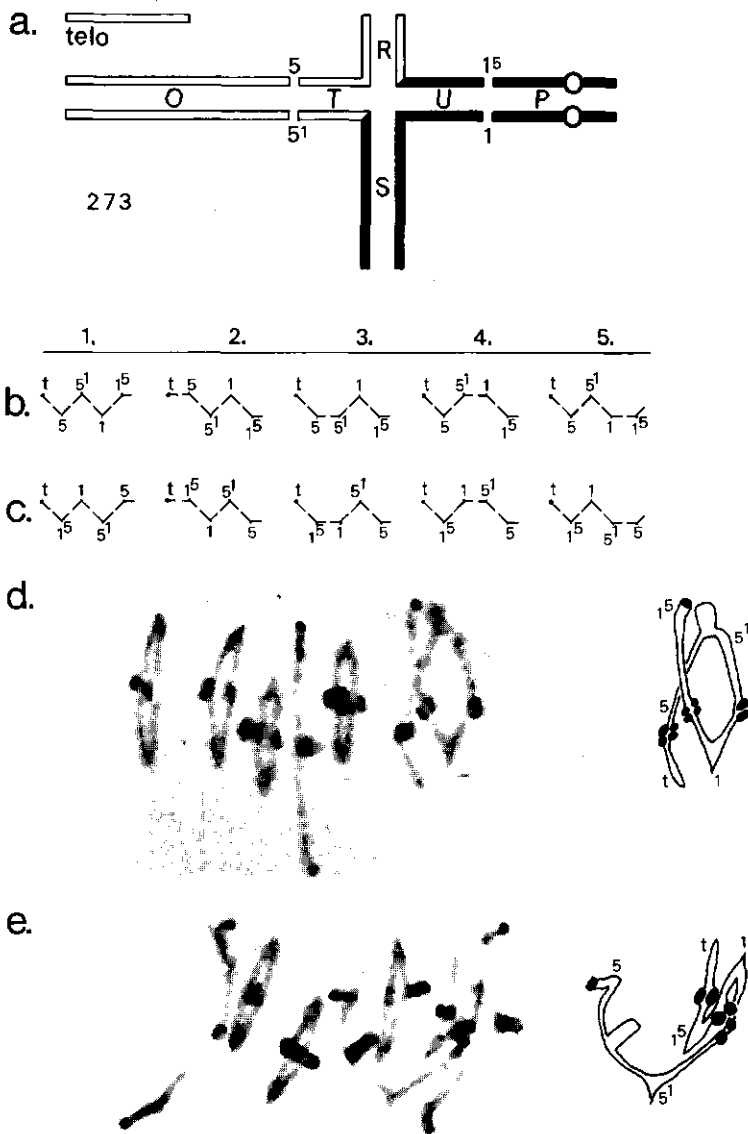 a.
telo
R
5 1⁵
O T U P
5¹ 1
S
273
1. 2. 3. 4. 5.
b.
t 5¹ 1⁵ t 5 1 t 1 t 5¹ 1 t 5¹
5 1 5¹ 1⁵ 5 5¹ 1⁵ 5 1⁵ 5 1 1⁵
c.
t 1 5 t 1⁵ 5¹ t 5¹ t 1 5¹ t 1
1⁵ 5¹ 1 5 1⁵ 1 5 1⁵ 5 1⁵ 5¹ 5
d.
1⁵
5¹
5
t 1
e.
5 t 1
1⁵
5¹